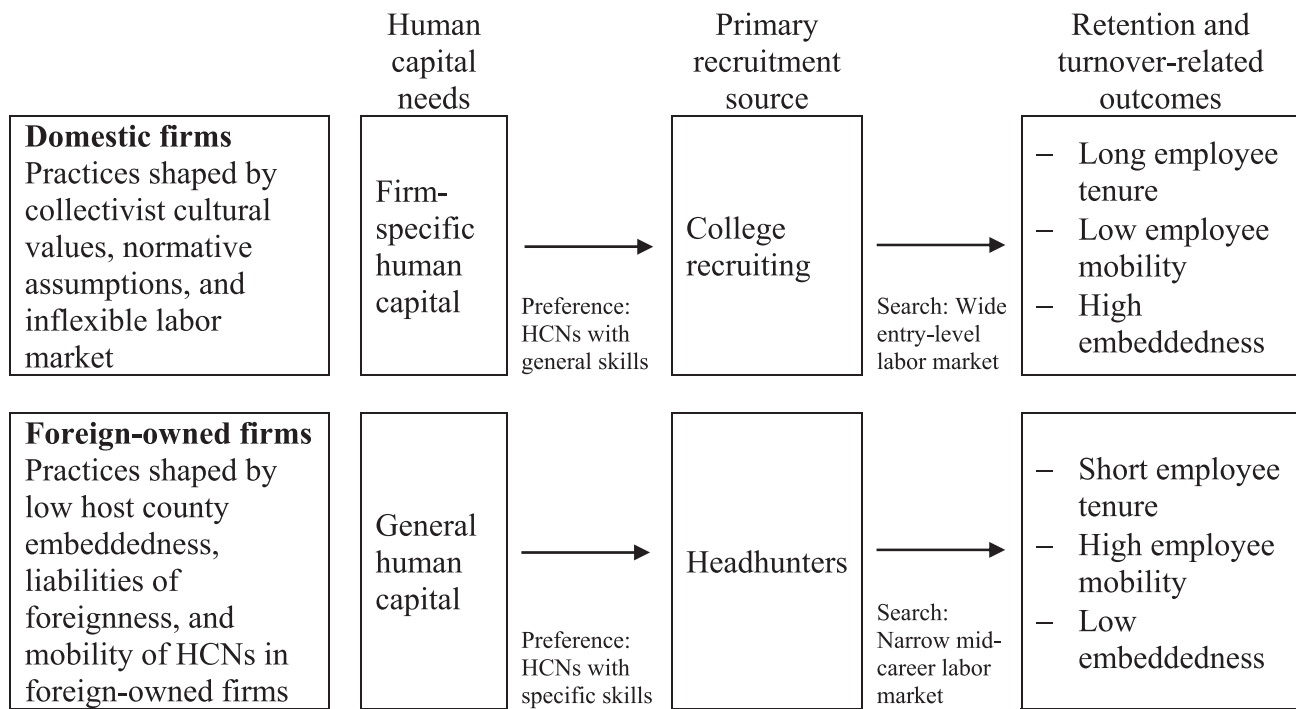 Human
capital
needs
Primary
recruitment
source
Retention and
turnover-related
outcomes
Domestic firms
Practices shaped by
collectivist cultural
values, normative
assumptions, and
inflexible labor
market
Firm-
specific
human
capital
Preference:
HCNs with
general skills
College
recruiting
Search: Wide
entry-level
labor market
– Long employee
tenure
– Low employee
mobility
– High
embeddedness
Foreign-owned firms
Practices shaped by
low host county
embeddedness,
liabilities of
foreignness, and
mobility of HCNs in
foreign-owned firms
General
human
capital
Preference:
HCNs with
specific skills
Headhunters
Search:
Narrow mid-
career labor
market
– Short employee
tenure
– High employee
mobility
– Low
embeddedness